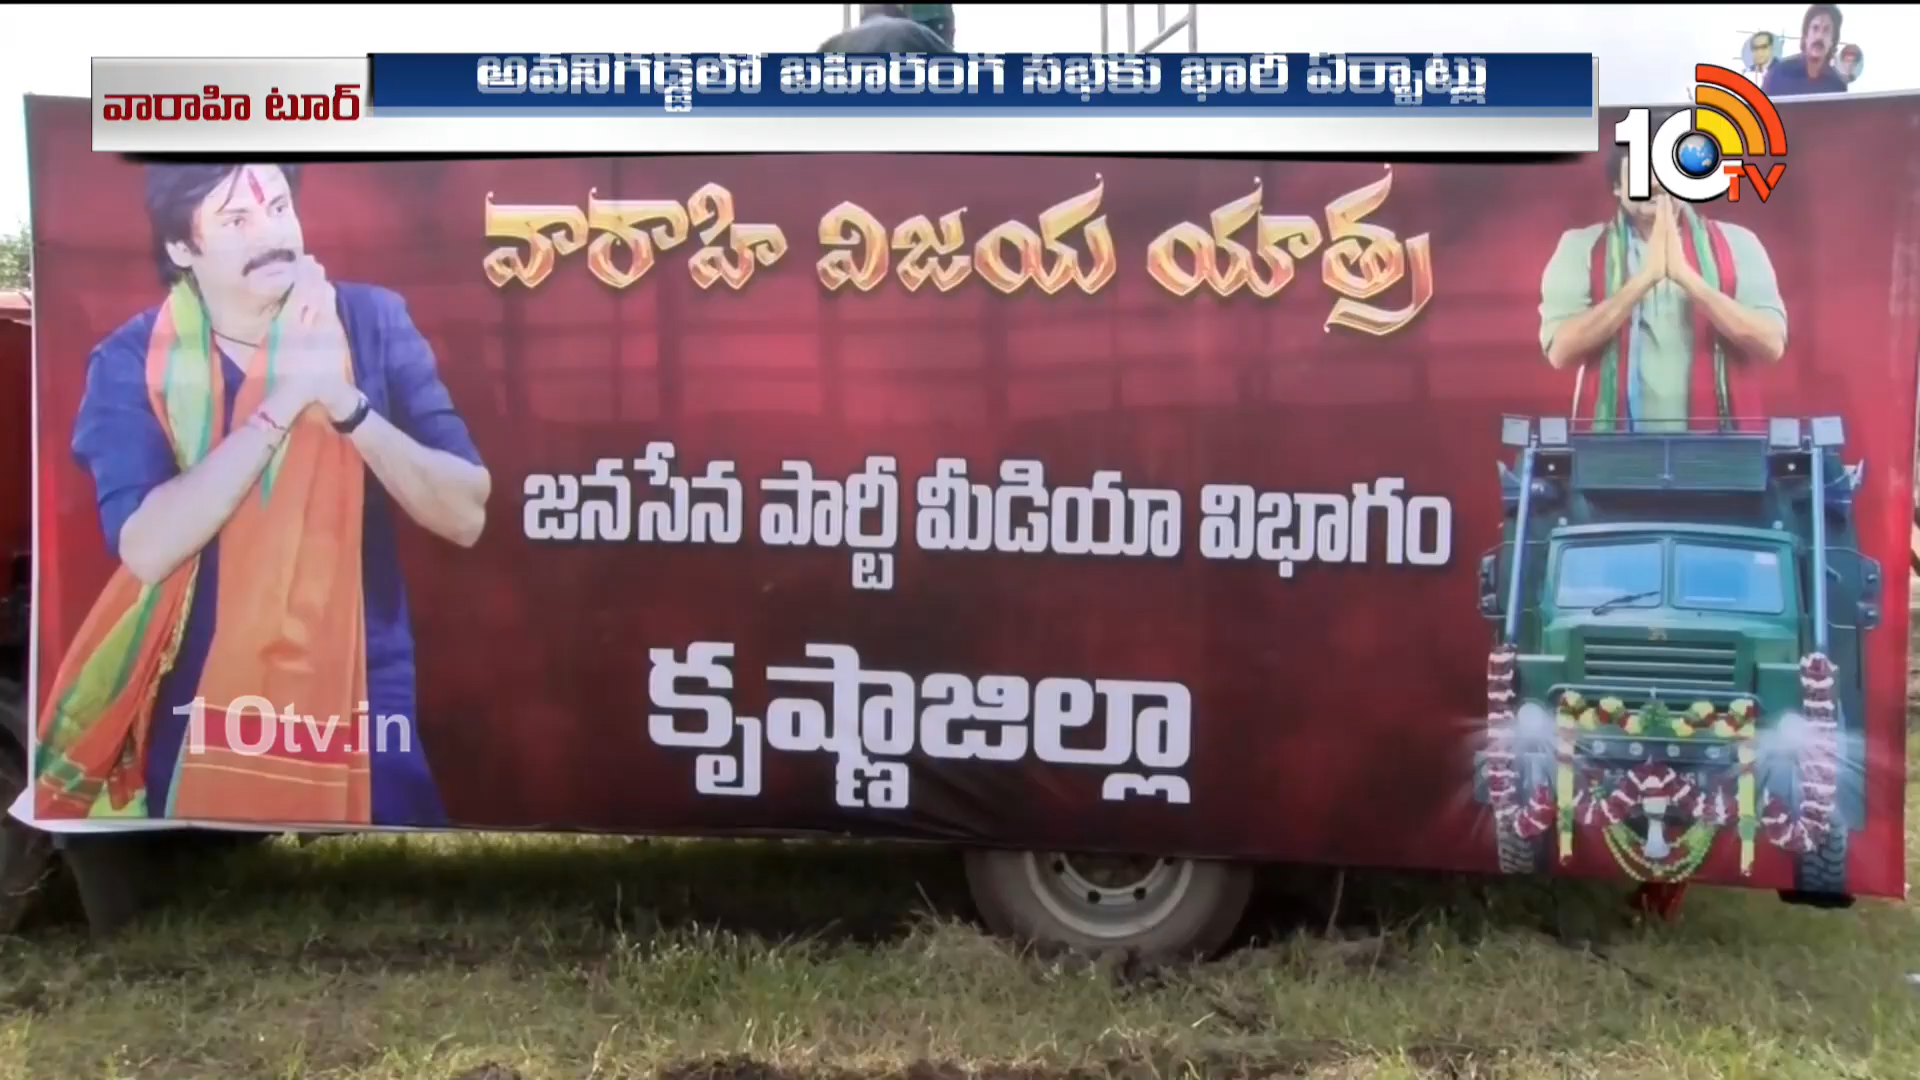 అవనిగడ్డలో బహిరంగ సభకు భారీ ఏర్పాట్లు
వారాహి టూర్
10TV
వారాహి విజయ యాత్ర
జనసేన పార్టీ మీడియా విభాగం
కృష్ణాజిల్లా
10tv.in